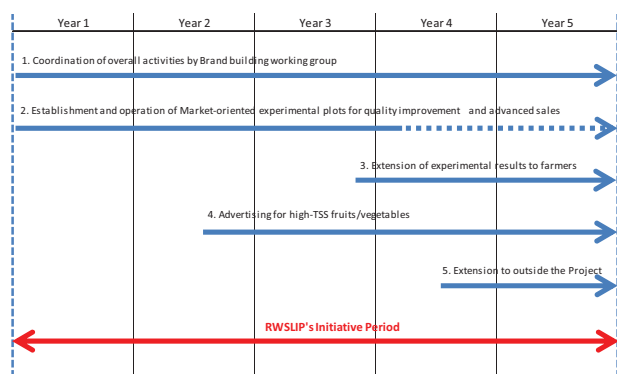 Year 1 Year 2 Year 3 Year 4 Year 5
1. Coordination of overall activities by Brand building working group
2. Establishment and operation of Market-oriented experimental plots for quality improvement and advanced sales
3. Extension of experimental results to farmers
4. Advertising for high-TSS fruits/vegetables
5. Extension to outside the Project
RWSLIP's Initiative Period